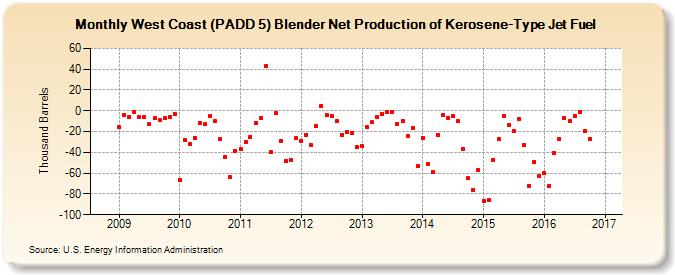 Monthly West Coast (PADD 5) Blender Net Production of Kerosene-Type Jet Fuel
Thousand Barrels
60
40
20
0
-20
-40
-60
-80
-100
2009 2010 2011 2012 2013 2014 2015 2016 2017
Source: U.S. Energy Information Administration